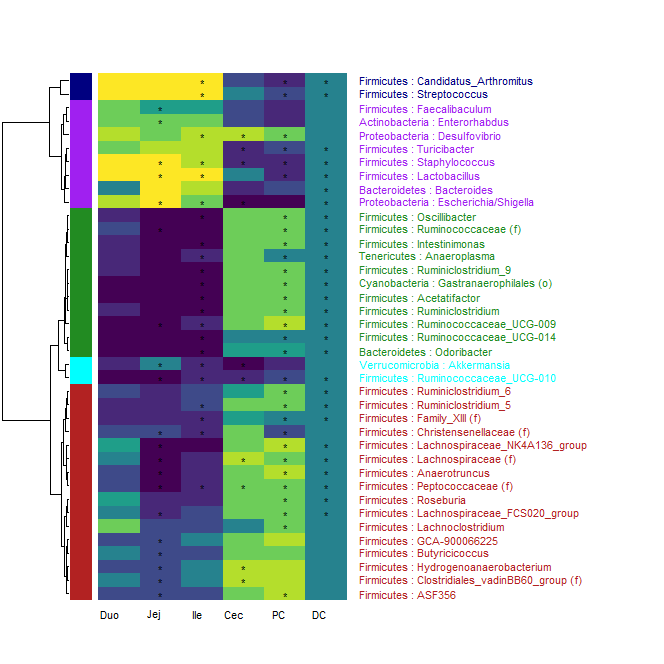 Firmicutes : Candidatus_Arthromitus
Firmicutes : Streptococcus
Firmicutes : Faecalibaculum
Actinobacteria : Enterorhabdus
Proteobacteria : Desulfovibrio
Firmicutes : Turicibacter
Firmicutes : Staphylococcus
Firmicutes : Lactobacillus
Bacteroidetes : Bacteroides
Proteobacteria : Escherichia/Shigella
Firmicutes : Oscillibacter
Firmicutes : Ruminococcaceae (f)
Firmicutes : Intestinimonas
Tenericutes : Anaeroplasma
Firmicutes : Ruminiclostridium_9
Cyanobacteria : Gastranaerophilales (o)
Firmicutes : Acetatifactor
Firmicutes : Ruminiclostridium
Firmicutes : Ruminococcaceae_UCG-009
Firmicutes : Ruminococcaceae_UCG-014
Bacteroidetes : Odoribacter
Verrucomicrobia : Akkermansia
Firmicutes : Ruminococcaceae_UCG-010
Firmicutes : Ruminiclostridium_6
Firmicutes : Ruminiclostridium_5
Firmicutes : Family_XIII (f)
Firmicutes : Christensenellaceae (f)
Firmicutes : Lachnospiraceae_NK4A136_group
Firmicutes : Lachnospiraceae (f)
Firmicutes : Anaerotruncus
Firmicutes : Peptococcaceae (f)
Firmicutes : Roseburia
Firmicutes : Lachnospiraceae_FCS020_group
Firmicutes : Lachnoclostridium
Firmicutes : GCA-900066225
Firmicutes : Butyricicoccus
Firmicutes : Hydrogenoanaerobacterium
Firmicutes : Clostridiales_vadinBB60_group (f)
Firmicutes : ASF356
Duo Jej Ile Cec PC DC